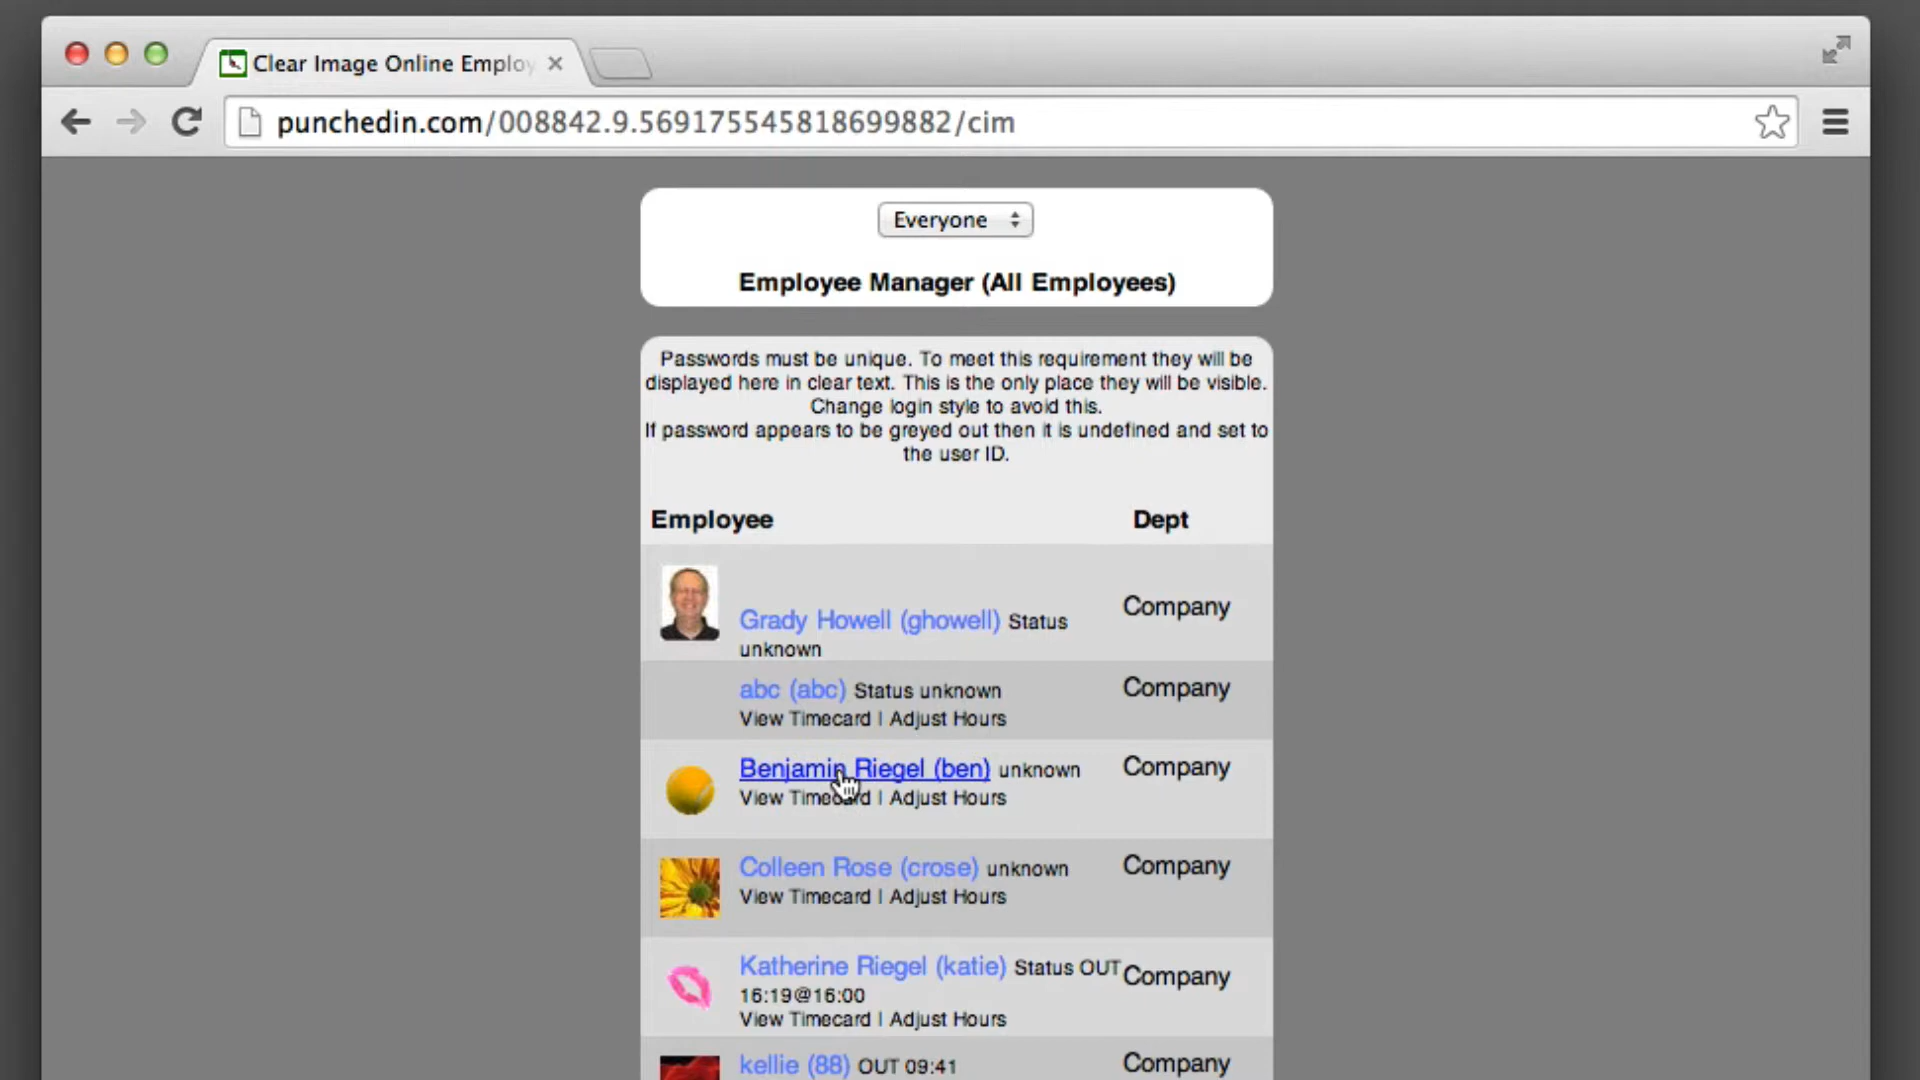 Clear Image Online Employ
punchedin.com/008842.9.569175545818699882/cim
Everyone
Employee Manager (All Employees)
Passwords must be unique. To meet this requirement they will be
displayed here in clear text. This is the only place they will be visible.
Change login style to avoid this.
If password appears to be greyed out then it is undefined and set to
the user ID.
Employee Dept
Grady Howell (ghowell) Status Company
unknown
abc (abc) Status unknown Company
View Timecard | Adjust Hours
Benjamin Riegel (ben) unknown Company
View Timecard | Adjust Hours
Colleen Rose (crose) unknown Company
View Timecard | Adjust Hours
Katherine Riegel (katie) Status OUT Company
16:19@16:00
View Timecard | Adjust Hours
kellie (88) OUT 09:41 Company